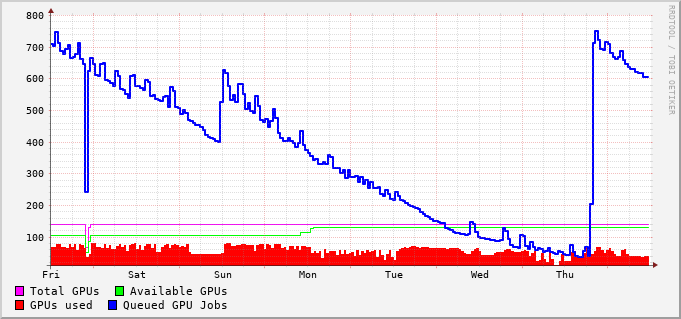 800
700
600
500
400
300
200
100
Fri Sat Sun Mon Tue Wed Thu
Total GPUs Available GPUs
GPUs used Queued GPU Jobs
RRDTOOL / TOBI OETIKER